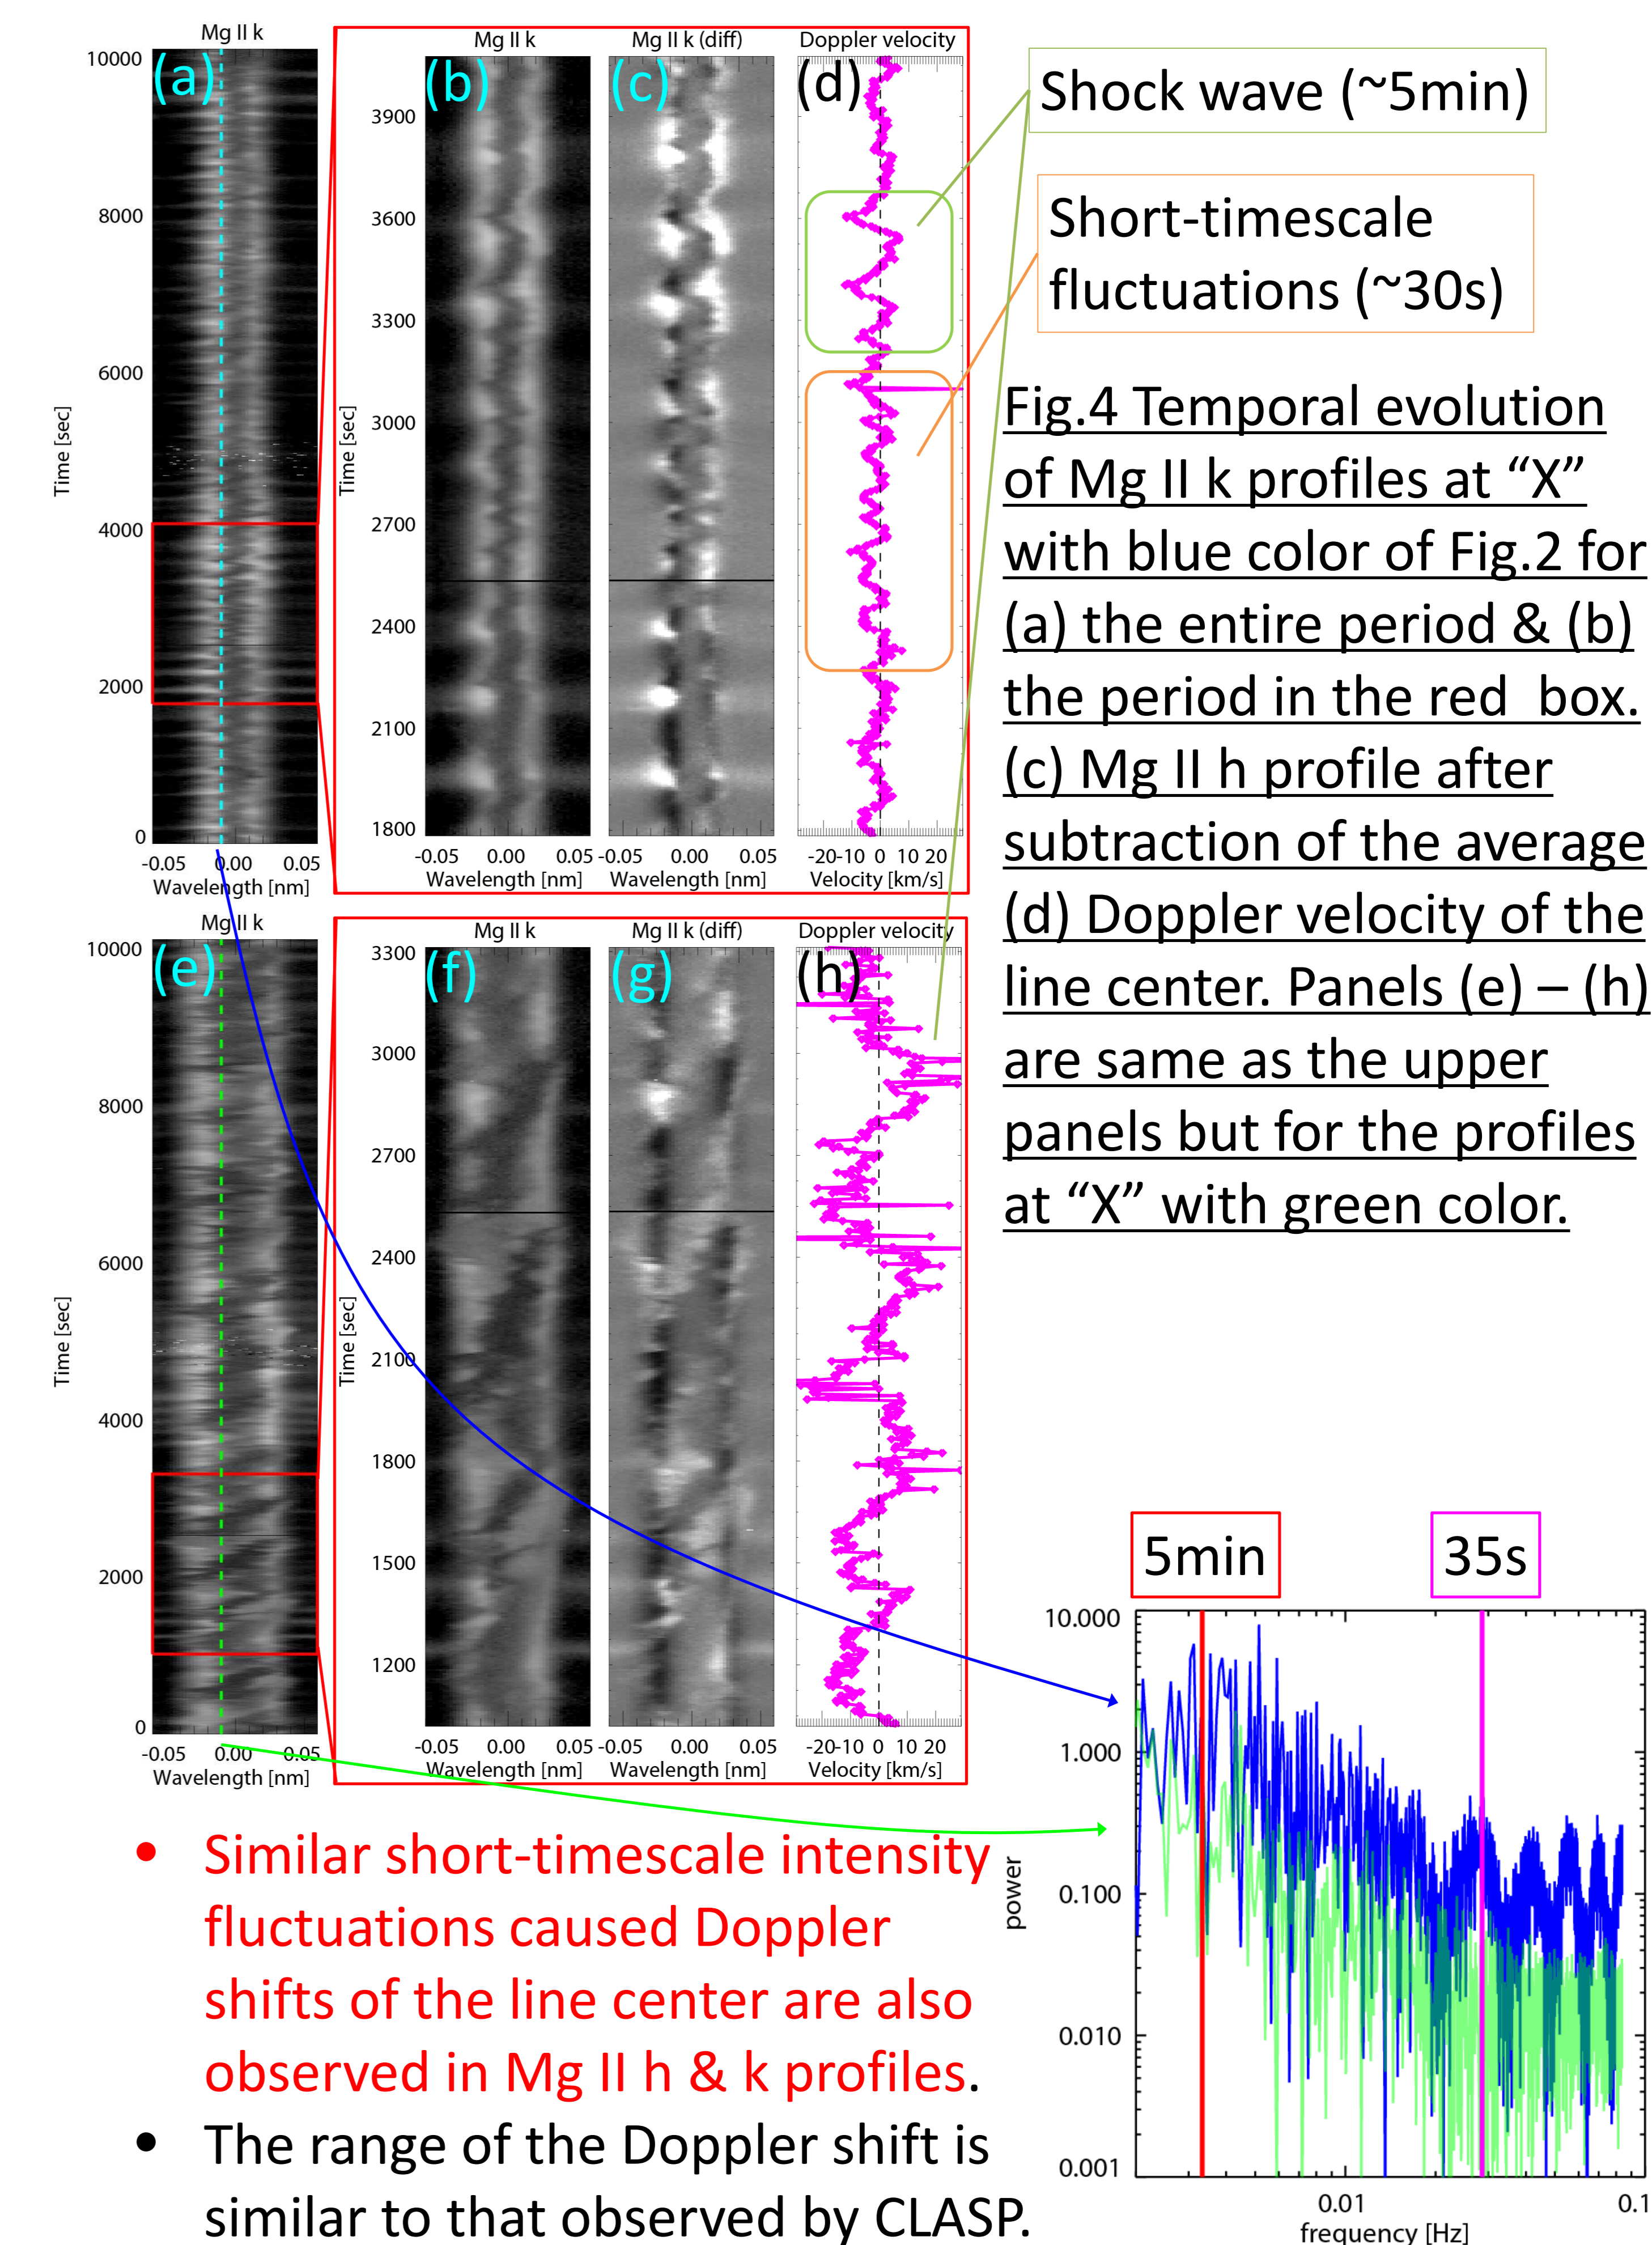 Mg II k
(a)
10000
8000
6000
4000
2000
0
Time [sec]
-0.05 0.00 0.05
Wavelength [nm]
Mg II k
(b)
3900
3600
3300
3000
2700
2400
2100
1800
Time [sec]
-0.05 0.00 0.05
Wavelength [nm]
Mg II k (diff)
(c)
-0.05 0.00 0.05
Wavelength [nm]
Doppler velocity
(d)
-20 -10 0 10 20
Velocity [km/s]
Shock wave (~5min)
Short-timescale
fluctuations (~30s)
Fig.4 Temporal evolution
of Mg II k profiles at “X”
with blue color of Fig.2 for
(a) the entire period & (b)
the period in the red box.
(c) Mg II h profile after
subtraction of the average
(d) Doppler velocity of the
line center. Panels (e) – (h)
are same as the upper
panels but for the profiles
at “X” with green color.
Mg II k
(e)
10000
8000
6000
4000
2000
0
Time [sec]
-0.05 0.00 0.05
Wavelength [nm]
Mg II k
(f)
3300
3000
2700
2400
2100
1800
1500
1200
Time [sec]
-0.05 0.00 0.05
Wavelength [nm]
Mg II k (diff)
(g)
-0.05 0.00 0.05
Wavelength [nm]
Doppler velocity
(h)
-20 -10 0 10 20
Velocity [km/s]
• Similar short-timescale intensity
fluctuations caused Doppler
shifts of the line center are also
observed in Mg II h & k profiles.
• The range of the Doppler shift is
similar to that observed by CLASP.
5min
35s
10.000
1.000
0.100
0.010
0.001
power
0.01 0.1
frequency [Hz]